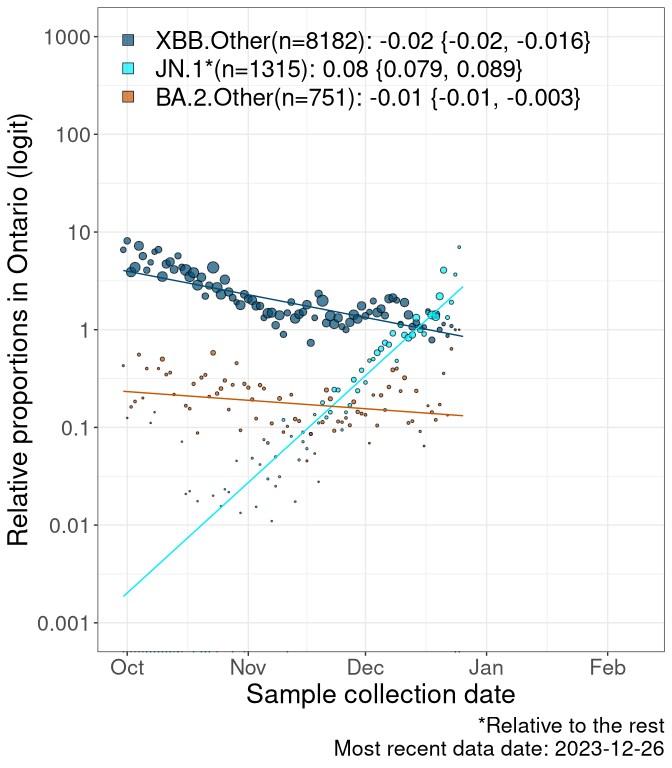 XBB.Other(n=8182): -0.02 {-0.02, -0.016}
JN.1*(n=1315): 0.08 {0.079, 0.089}
BA.2.Other(n=751): -0.01 {-0.01, -0.003}
Relative proportions in Ontario (logit)
1000
100
10
1
0.1
0.01
0.001
Oct Nov Dec Jan Feb
Sample collection date
*Relative to the rest
Most recent data date: 2023-12-26